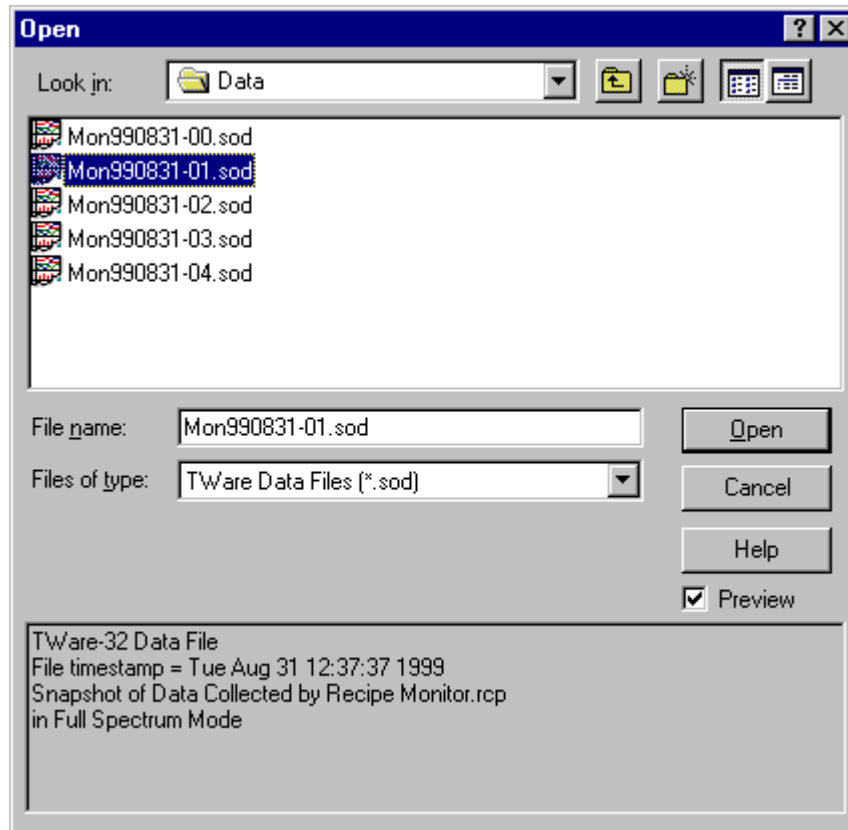 Open
Look in: Data
Mon990831-00.sod
Mon990831-01.sod
Mon990831-02.sod
Mon990831-03.sod
Mon990831-04.sod
File name: Mon990831-01.sod Open
Files of type: TWare Data Files (*.sod) Cancel
Help
Preview
TWare-32 Data File
File timestamp = Tue Aug 31 12:37:37 1999
Snapshot of Data Collected by Recipe Monitor.rcp
in Full Spectrum Mode